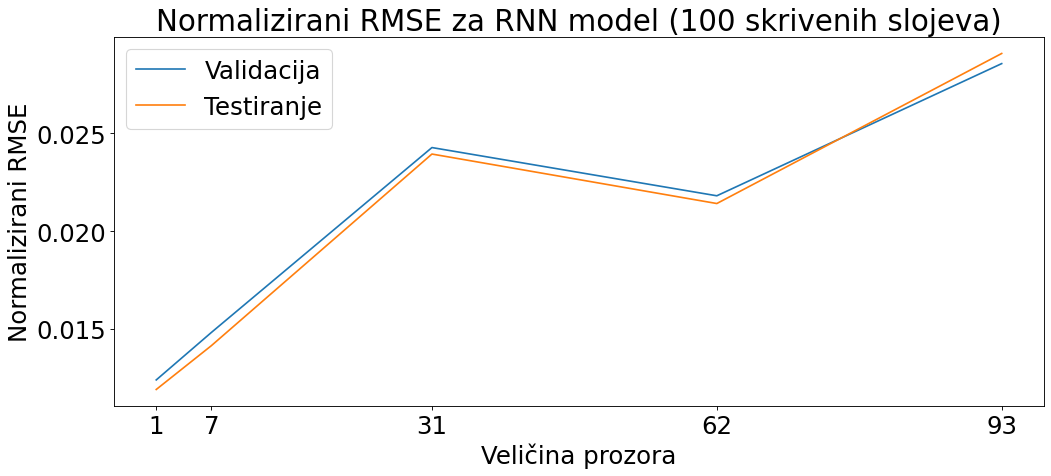 Normalizirani RMSE za RNN model (100 skrivenih slojeva)
Validacija
Testiranje
Normalizirani RMSE
0.025
0.020
0.015
1 7 31 62 93
Veličina prozora